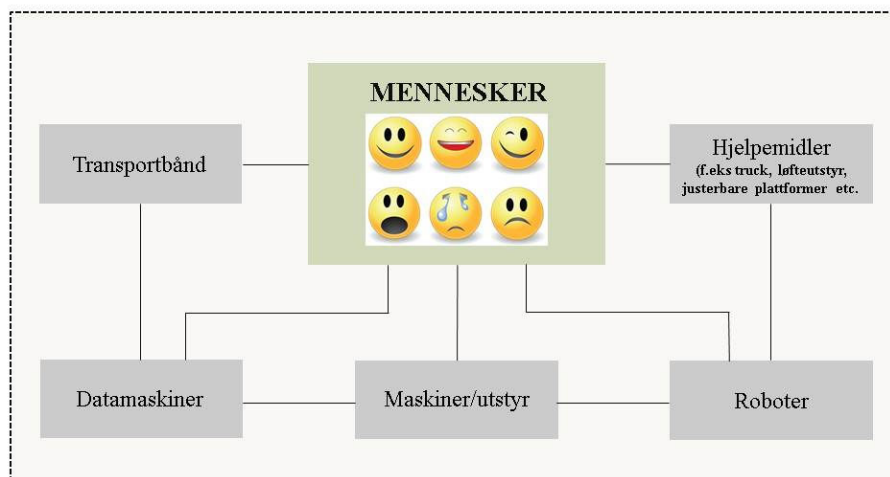 MENNESKER
Transportbånd
Hjelpemidler
(f.eks truck, løfteutstyr,
justerbare plattformer etc.
Datamaskiner
Maskiner/utstyr
Roboter